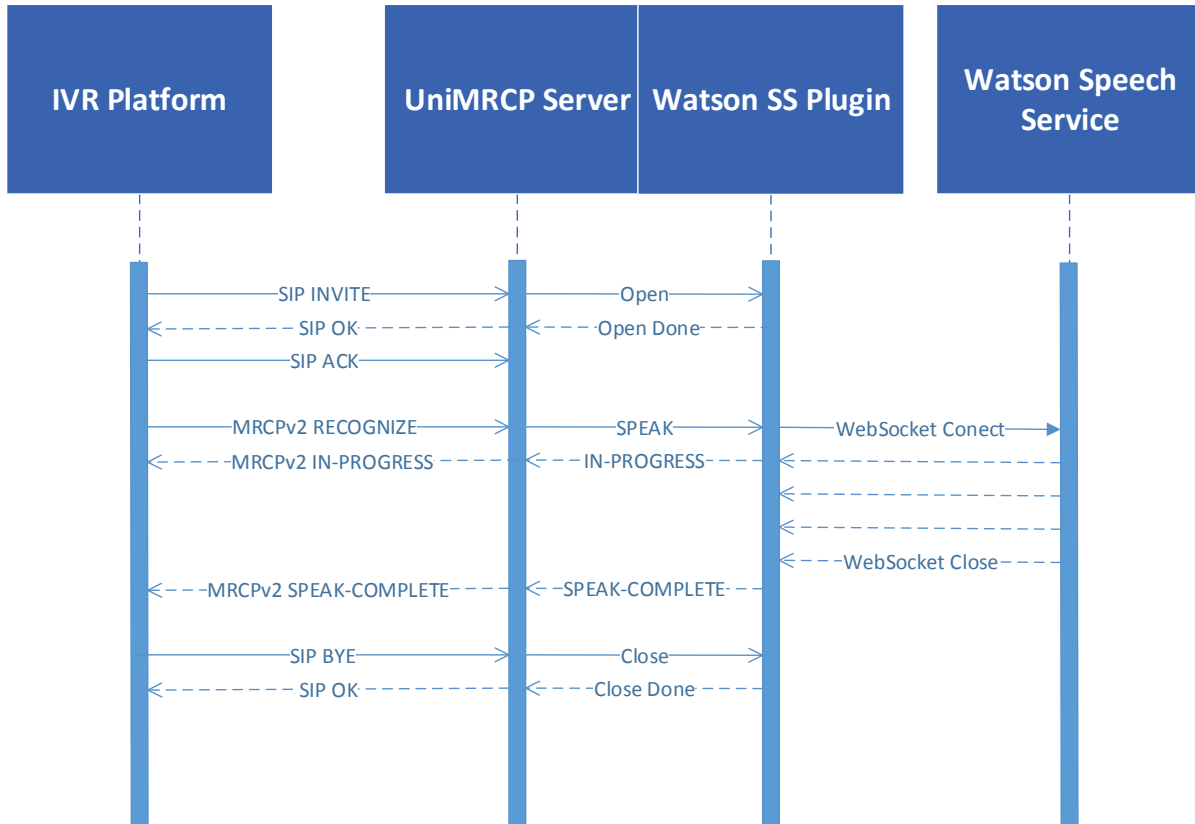 IVR Platform
UniMRCP Server
Watson SS Plugin
Watson Speech
Service
SIP INVITE
Open
SIP OK
Open Done
SIP ACK
MRCPv2 RECOGNIZE
SPEAK
WebSocket Conect
MRCPv2 IN-PROGRESS
IN-PROGRESS
WebSocket Close
MRCPv2 SPEAK-COMPLETE
SPEAK-COMPLETE
SIP BYE
Close
SIP OK
Close Done